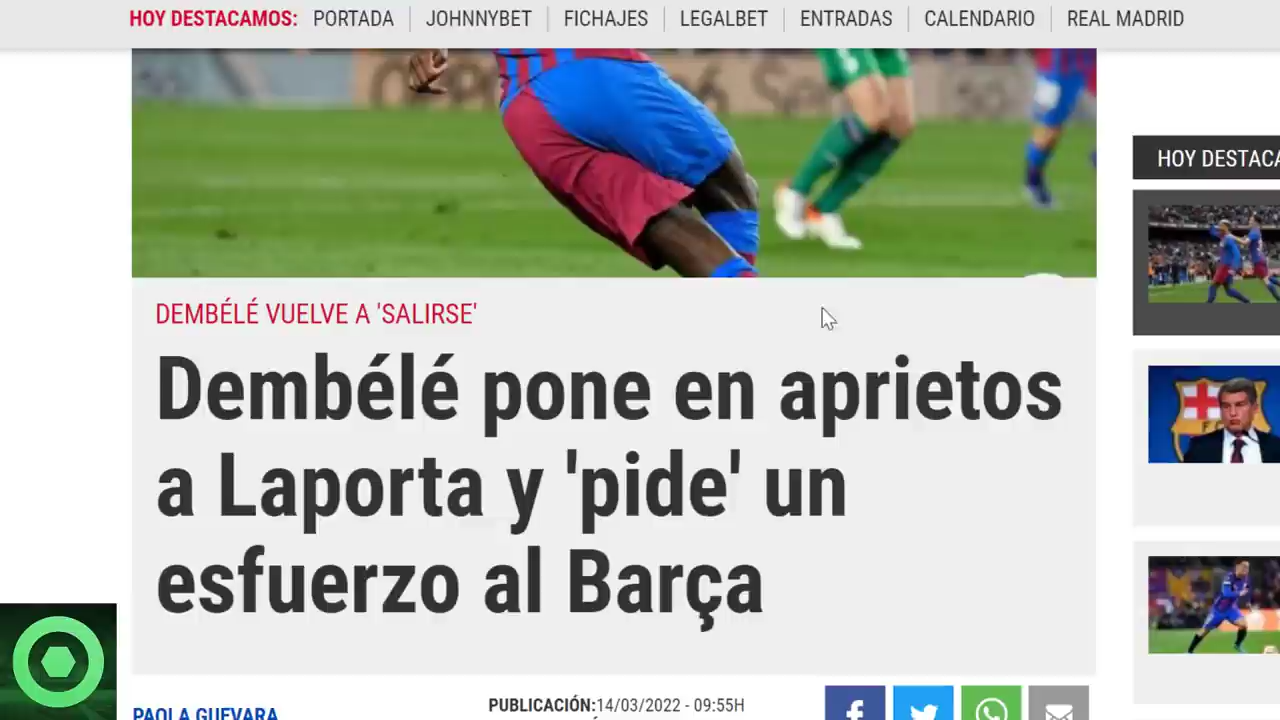 HOY DESTACAMOS: PORTADA JOHNNYBET FICHAJES LEGALBET ENTRADAS CALENDARIO REAL MADRID
HOY DESTACA
DEMBÉLÉ VUELVE A 'SALIRSE'
Dembélé pone en aprietos
a Laporta y 'pide' un
esfuerzo al Barça
PAOLA GUEVARA
PUBLICACIÓN:14/03/2022 - 09:55H